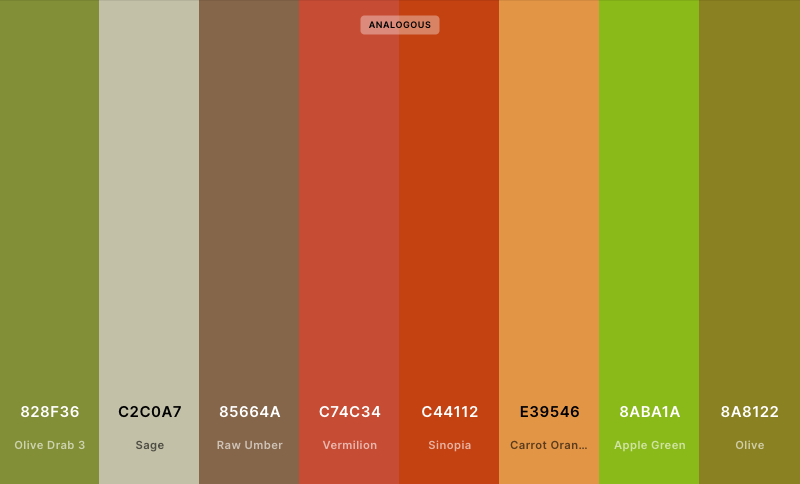 ANALOGOUS
828F36
Olive Drab 3
C2C0A7
Sage
85664A
Raw Umber
C74C34
Vermilion
C44112
Sinopia
E39546
Carrot Oran...
8ABA1A
Apple Green
8A8122
Olive